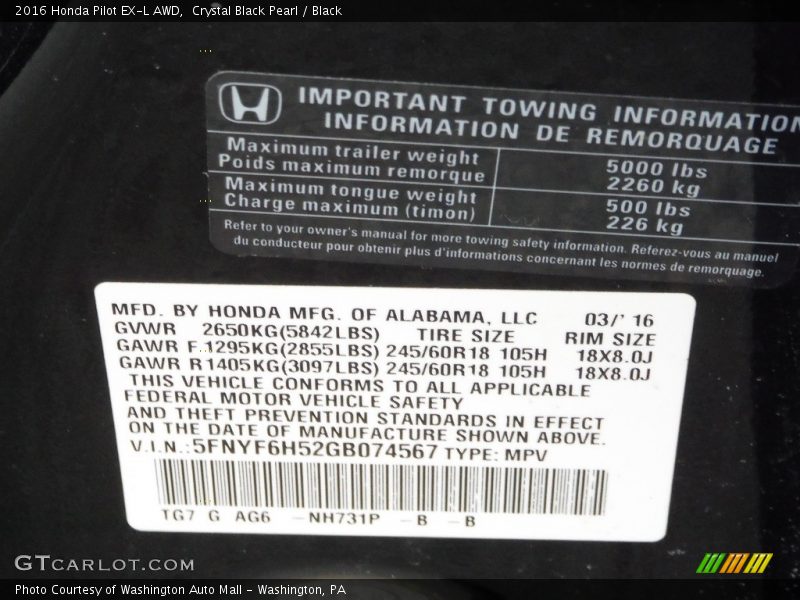 2016 Honda Pilot EX-L AWD,  Crystal Black Pearl / Black
IMPORTANT TOWING INFORMATION
INFORMATION DE REMORQUAGE
Maximum trailer weight
Poids maximum remorque
5000 lbs
2260 kg
Maximum tongue weight
Charge maximum (timon)
500 lbs
226 kg
Refer to your owner's manual for more towing safety information. Referez-vous au manuel
du conducteur pour obtenir plus d'informations concernant les normes de remorquage.
MFD. BY HONDA MFG. OF ALABAMA, LLC 03/' 16
GVWR 2650KG(5842LBS) TIRE SIZE RIM SIZE
GAWR F.1295KG(2855LBS) 245/60R18 105H 18X8.0J
GAWR R1405KG(3097LBS) 245/60R18 105H 18X8.0J
THIS VEHICLE CONFORMS TO ALL APPLICABLE
FEDERAL MOTOR VEHICLE SAFETY
AND THEFT PREVENTION STANDARDS IN EFFECT
ON THE DATE OF MANUFACTURE SHOWN ABOVE.
V.I.N.:5FNYF6H52GB074567 TYPE: MPV
TG7 G AG6 -NH731P -B -B
GTCARLOT.COM
Photo Courtesy of Washington Auto Mall - Washington, PA